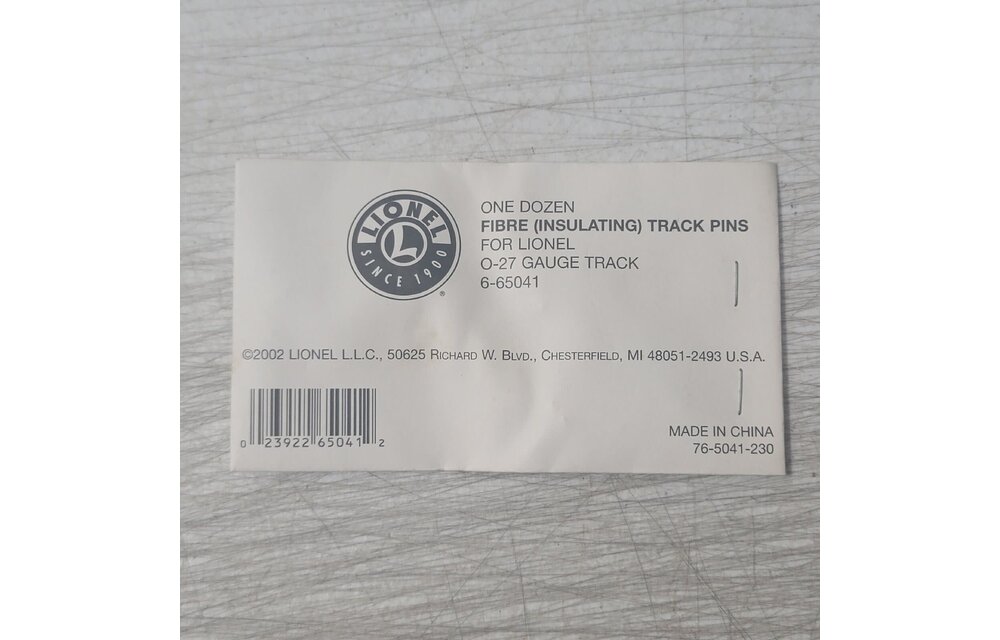 LIONEL
L
SINCE 1900
®
ONE DOZEN
FIBRE (INSULATING) TRACK PINS
FOR LIONEL
O-27 GAUGE TRACK
6-65041
©2002 LIONEL L.L.C., 50625 RICHARD W. BLVD., CHESTERFIELD, MI 48051-2493 U.S.A.
0 23922 65041 2
MADE IN CHINA
76-5041-230